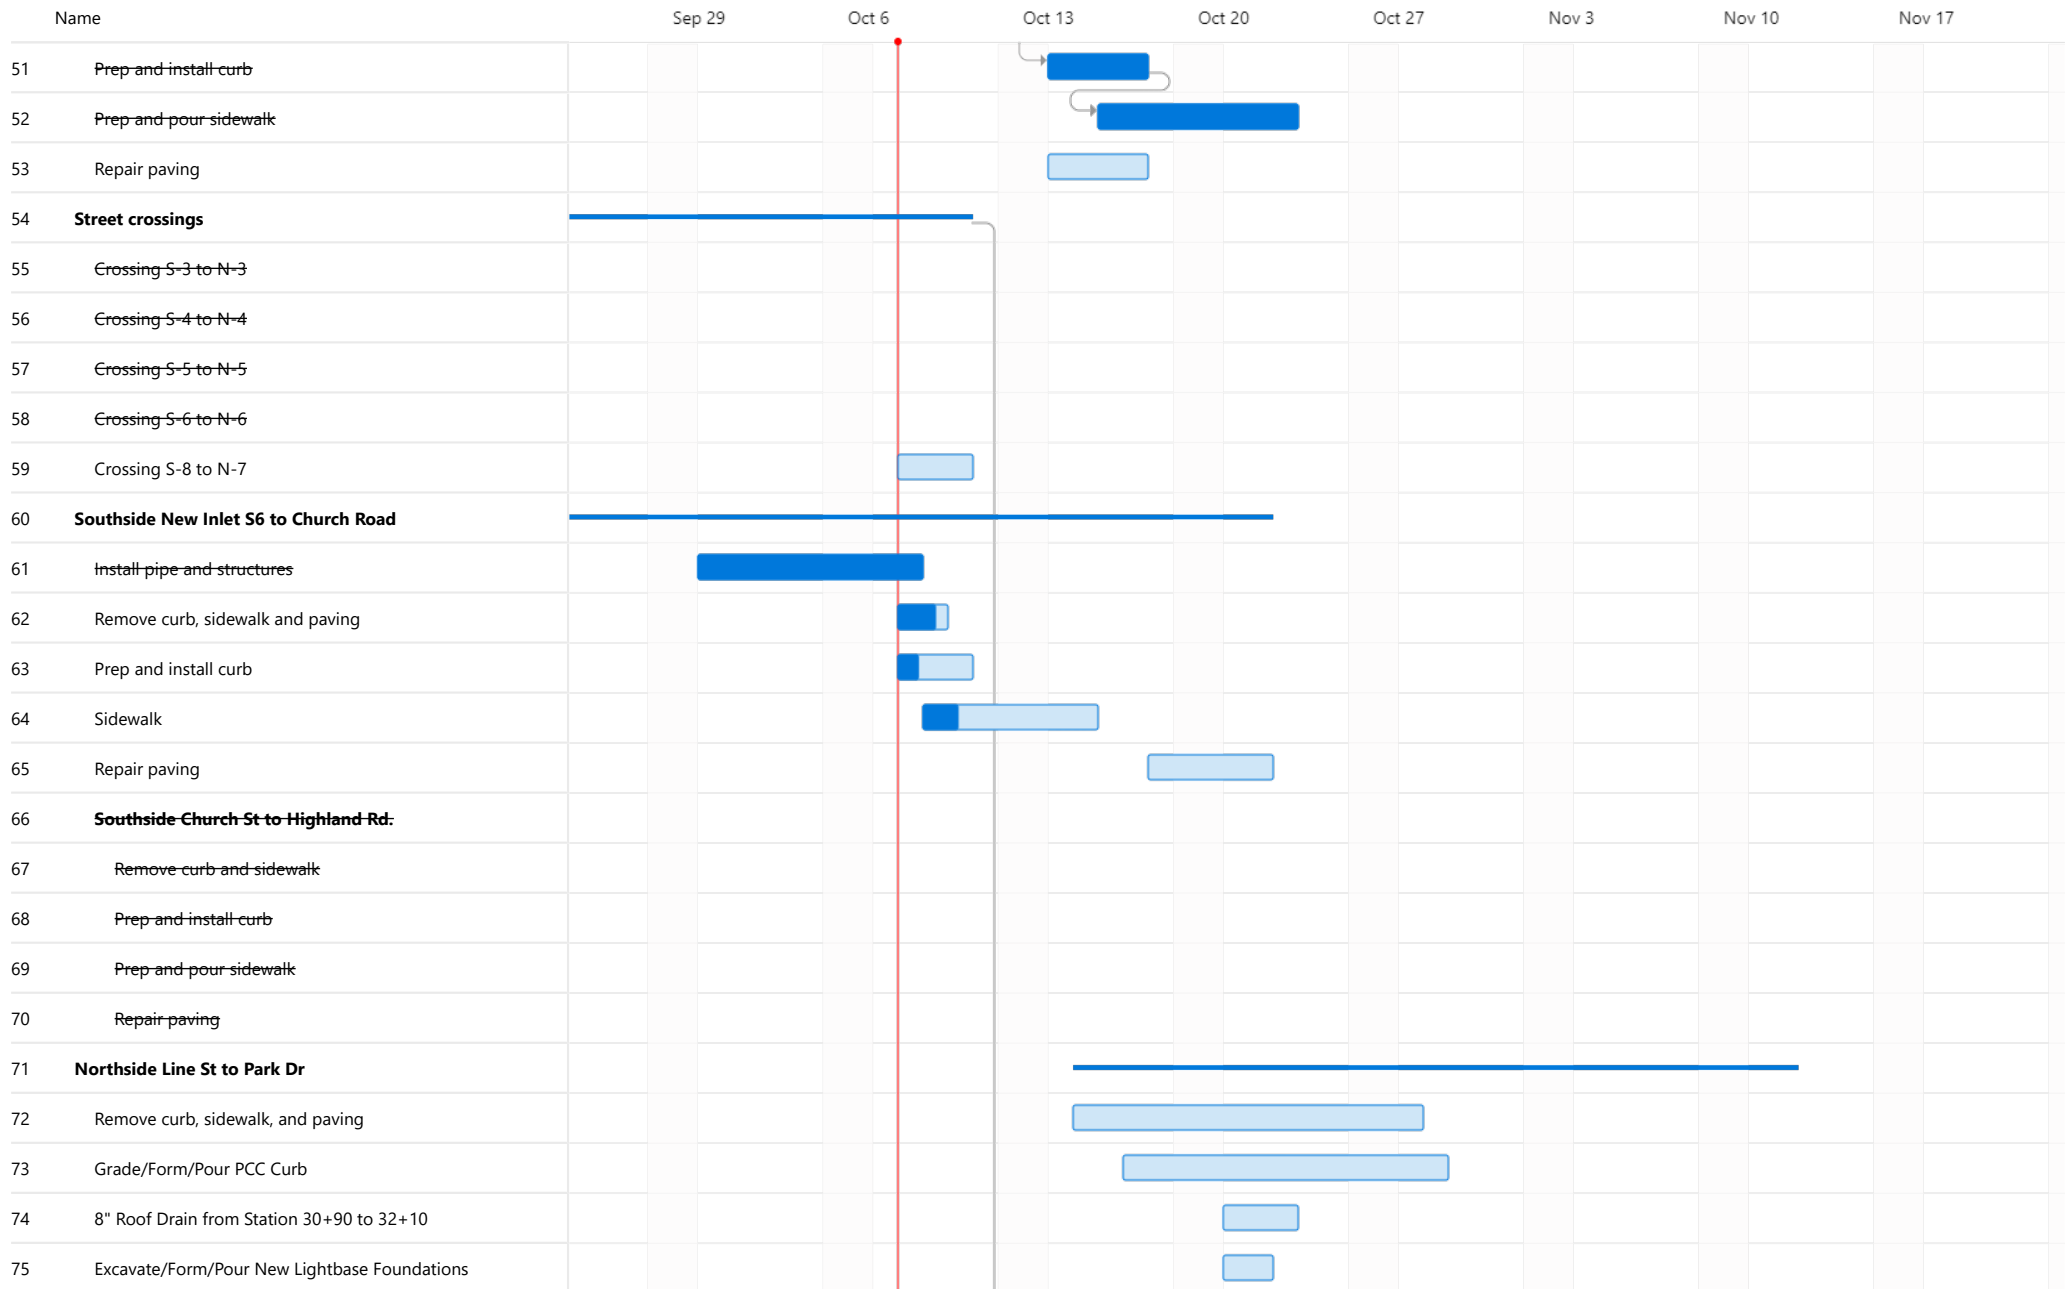 Name Sep 29 Oct 6 Oct 13 Oct 20 Oct 27 Nov 3 Nov 10 Nov 17
51 Prep and install curb
52 Prep and pour sidewalk
53 Repair paving
54 Street crossings
55 Crossing S-3 to N-3
56 Crossing S-4 to N-4
57 Crossing S-5 to N-5
58 Crossing S-6 to N-6
59 Crossing S-8 to N-7
60 Southside New Inlet S6 to Church Road
61 Install pipe and structures
62 Remove curb, sidewalk and paving
63 Prep and install curb
64 Sidewalk
65 Repair paving
66 Southside Church St to Highland Rd.
67 Remove curb and sidewalk
68 Prep and install curb
69 Prep and pour sidewalk
70 Repair paving
71 Northside Line St to Park Dr
72 Remove curb, sidewalk, and paving
73 Grade/Form/Pour PCC Curb
74 8" Roof Drain from Station 30+90 to 32+10
75 Excavate/Form/Pour New Lightbase Foundations